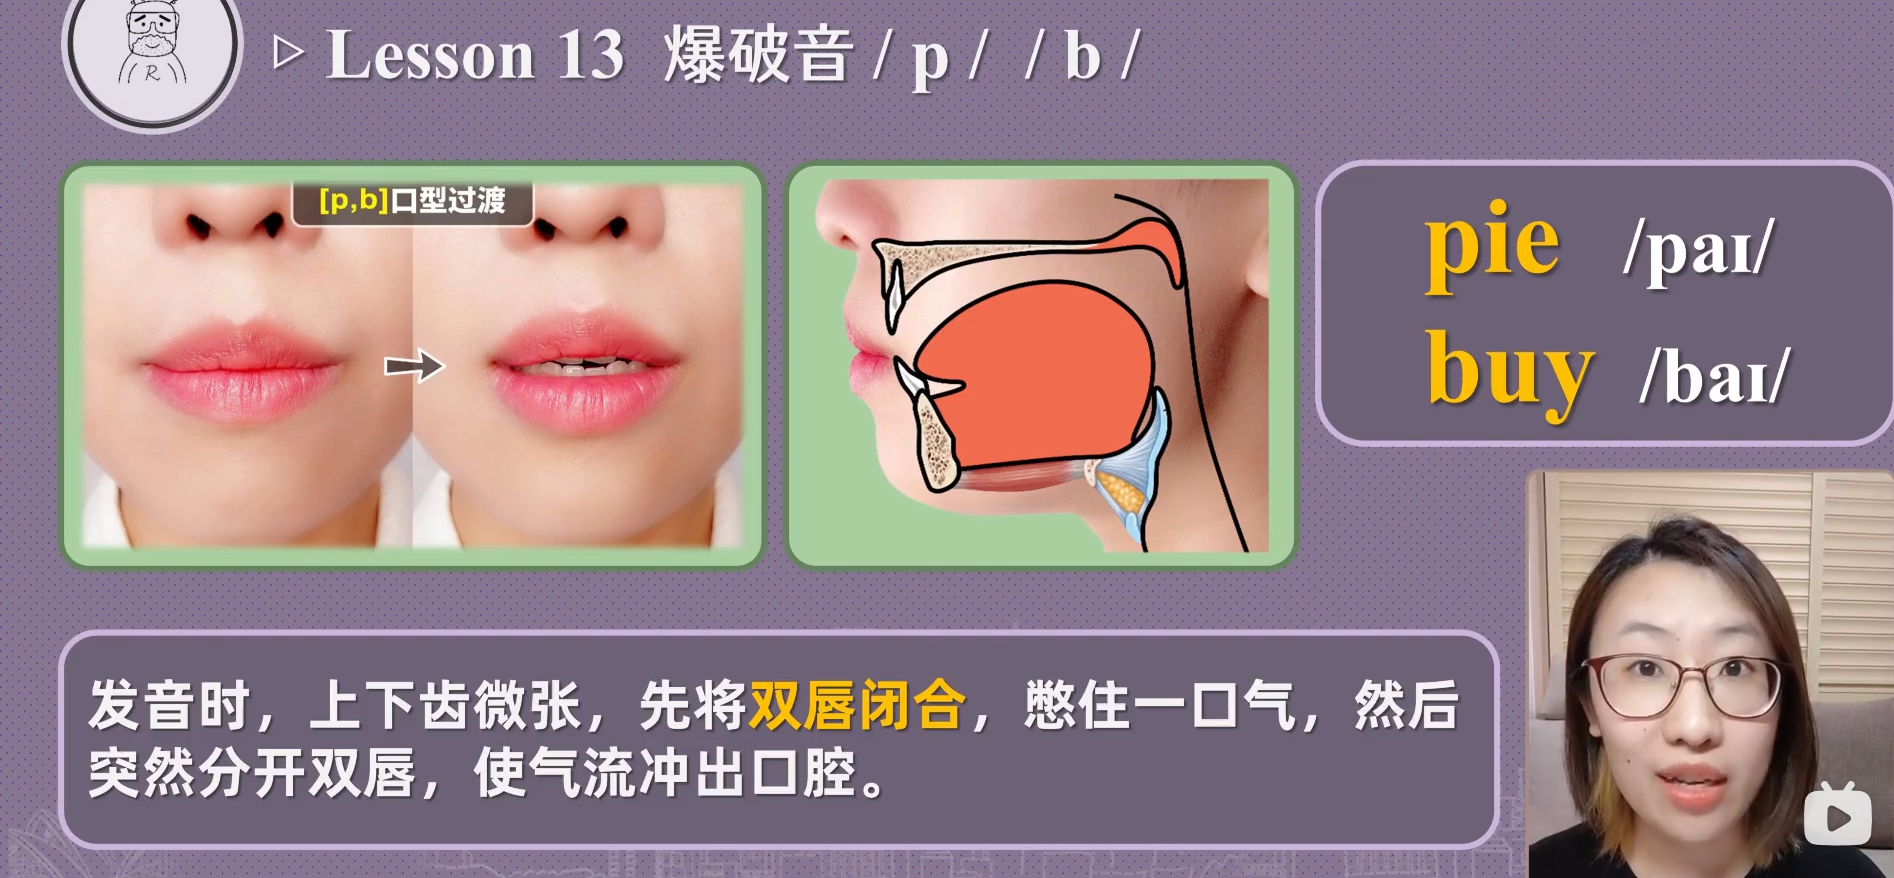 R
Lesson 13 爆破音 / p / / b /
[p,b]口型过渡
pie /paɪ/
buy /baɪ/
发音时，上下齿微张，先将双唇闭合，憋住一口气，然后
突然分开双唇，使气流冲出口腔。